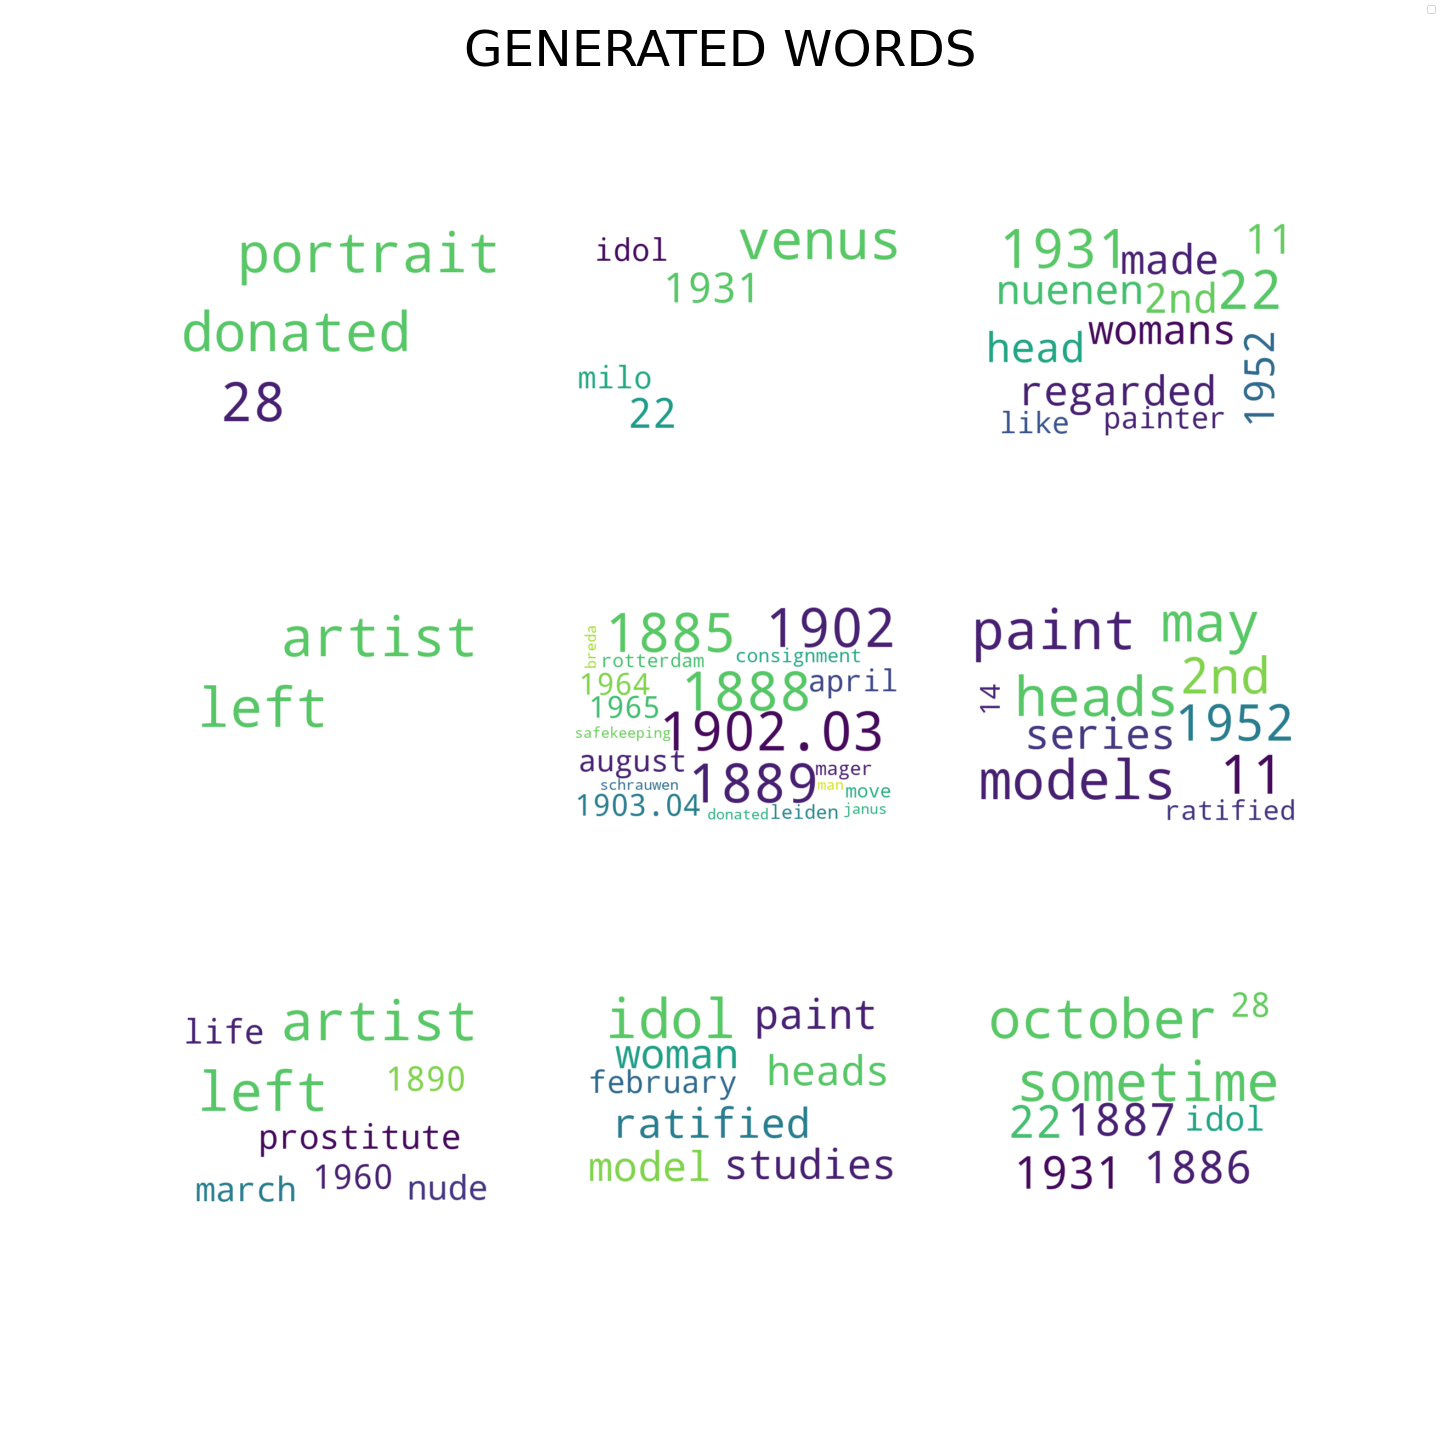 GENERATED WORDS
portrait
donated
28
idol venus
1931
milo
22
1931 made 11
nuenen 2nd 22
womans
head 1952
regarded
like painter
artist
left
1885 1902
breda rotterdam consignment
1964 1888 april
1965
safekeeping 1902.03
august 1889 mager
schrauwen man move
1903.04 donated leiden janus
paint may
14 heads 2nd
series 1952
models 11
ratified
life artist
left 1890
prostitute
march 1960 nude
idol paint
woman heads
february
ratified
model studies
october 28
sometime
22 1887 idol
1931 1886